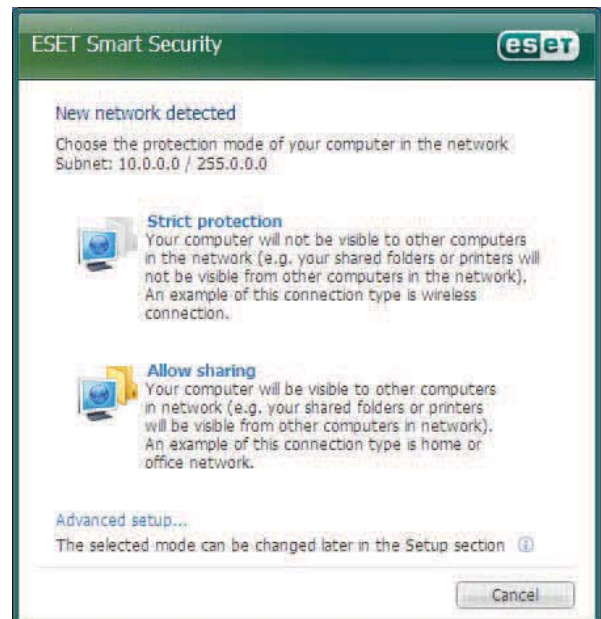 ESET Smart Security
eset
New network detected
Choose the protection mode of your computer in the network
Subnet: 10.0.0.0 / 255.0.0.0
Strict protection
Your computer will not be visible to other computers
in the network (e.g. your shared folders or printers will
not be visible from other computers in the network).
An example of this connection type is wireless
connection.
Allow sharing
Your computer will be visible to other computers
in network (e.g. your shared folders or printers
will be visible from other computers in network).
An example of this connection type is home or
office network.
Advanced setup...
The selected mode can be changed later in the Setup section
Cancel